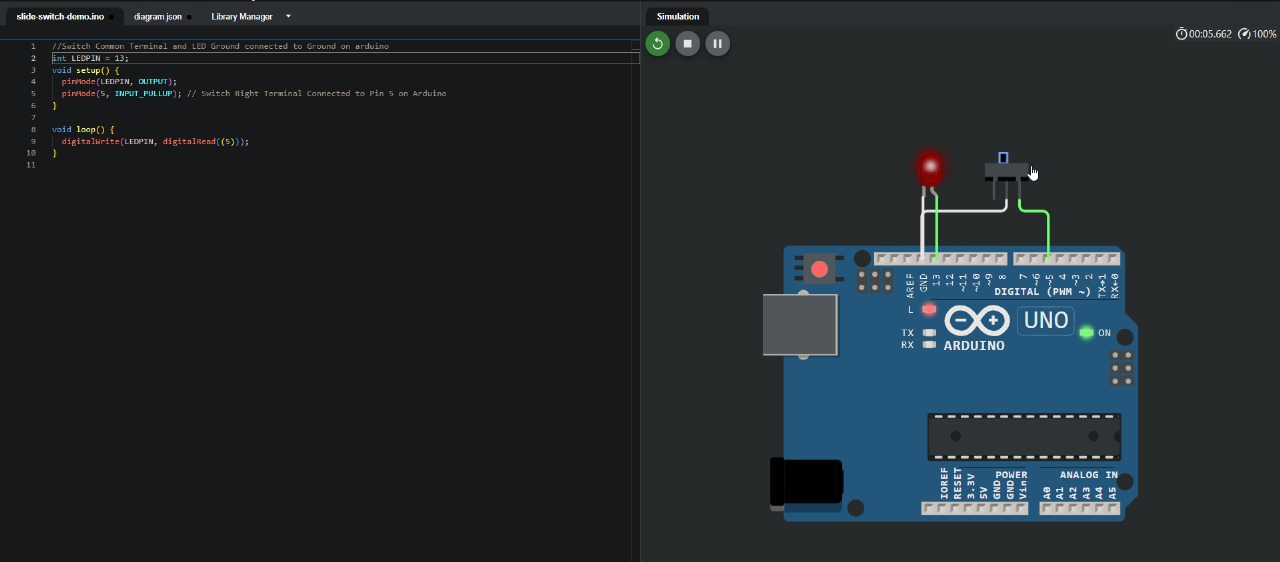 slide-switch-demo.ino
diagram.json
Library Manager
Simulation
00:05.662
100%
1 //Switch Common Terminal and LED Ground connected to Ground on arduino
2 int LEDPIN = 13;
3 void setup() {
4 pinMode(LEDPIN, OUTPUT);
5 pinMode(5, INPUT_PULLUP); // Switch Right Terminal Connected to Pin 5 on Arduino
6 }
7
8 void loop() {
9 digitalWrite(LEDPIN, digitalRead((5)));
10 }
11
AREF
GND
13
12
~11
~10
~9
8
7
~6
~5
4
~3
2
TX→1
RX←0
DIGITAL (PWM ~)
L
TX
RX
UNO
ARDUINO
ON
POWER
ANALOG IN
IOREF
RESET
3.3V
5V
GND
GND
Vin
A0
A1
A2
A3
A4
A5